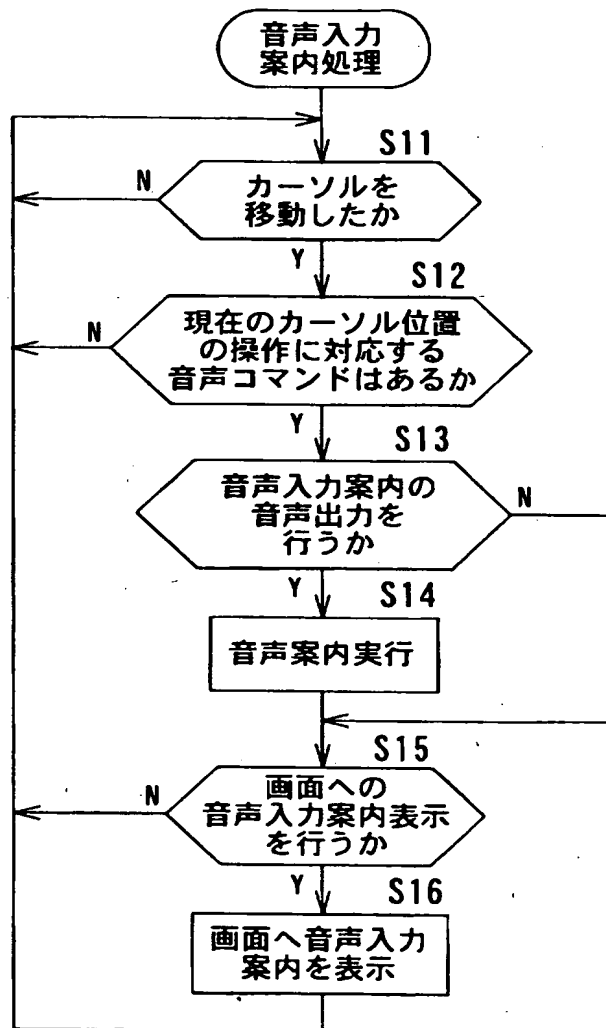 音声入力
案内処理
S11
N
カーソルを
移動したか
Y
S12
N
現在のカーソル位置
の操作に対応する
音声コマンドはあるか
Y
S13
音声入力案内の
音声出力を
行うか
N
Y
S14
音声案内実行
S15
N
画面への
音声入力案内表示
を行うか
Y
S16
画面へ音声入力
案内を表示